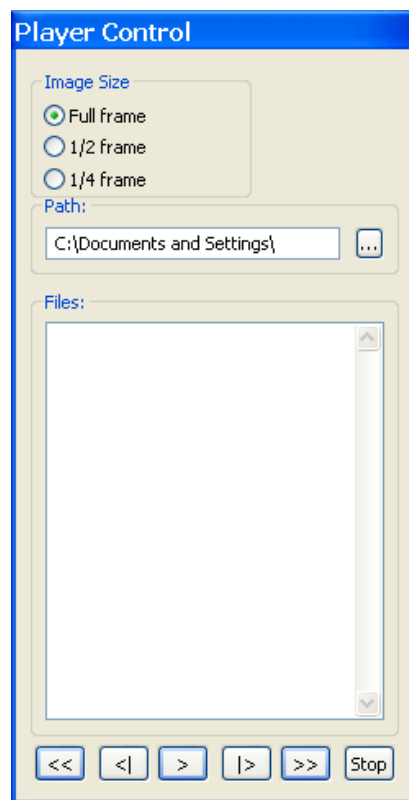 Player Control
Image Size
Full frame
1/2 frame
1/4 frame
Path:
C:\Documents and Settings\
...
Files:
<< <| > |> >> Stop